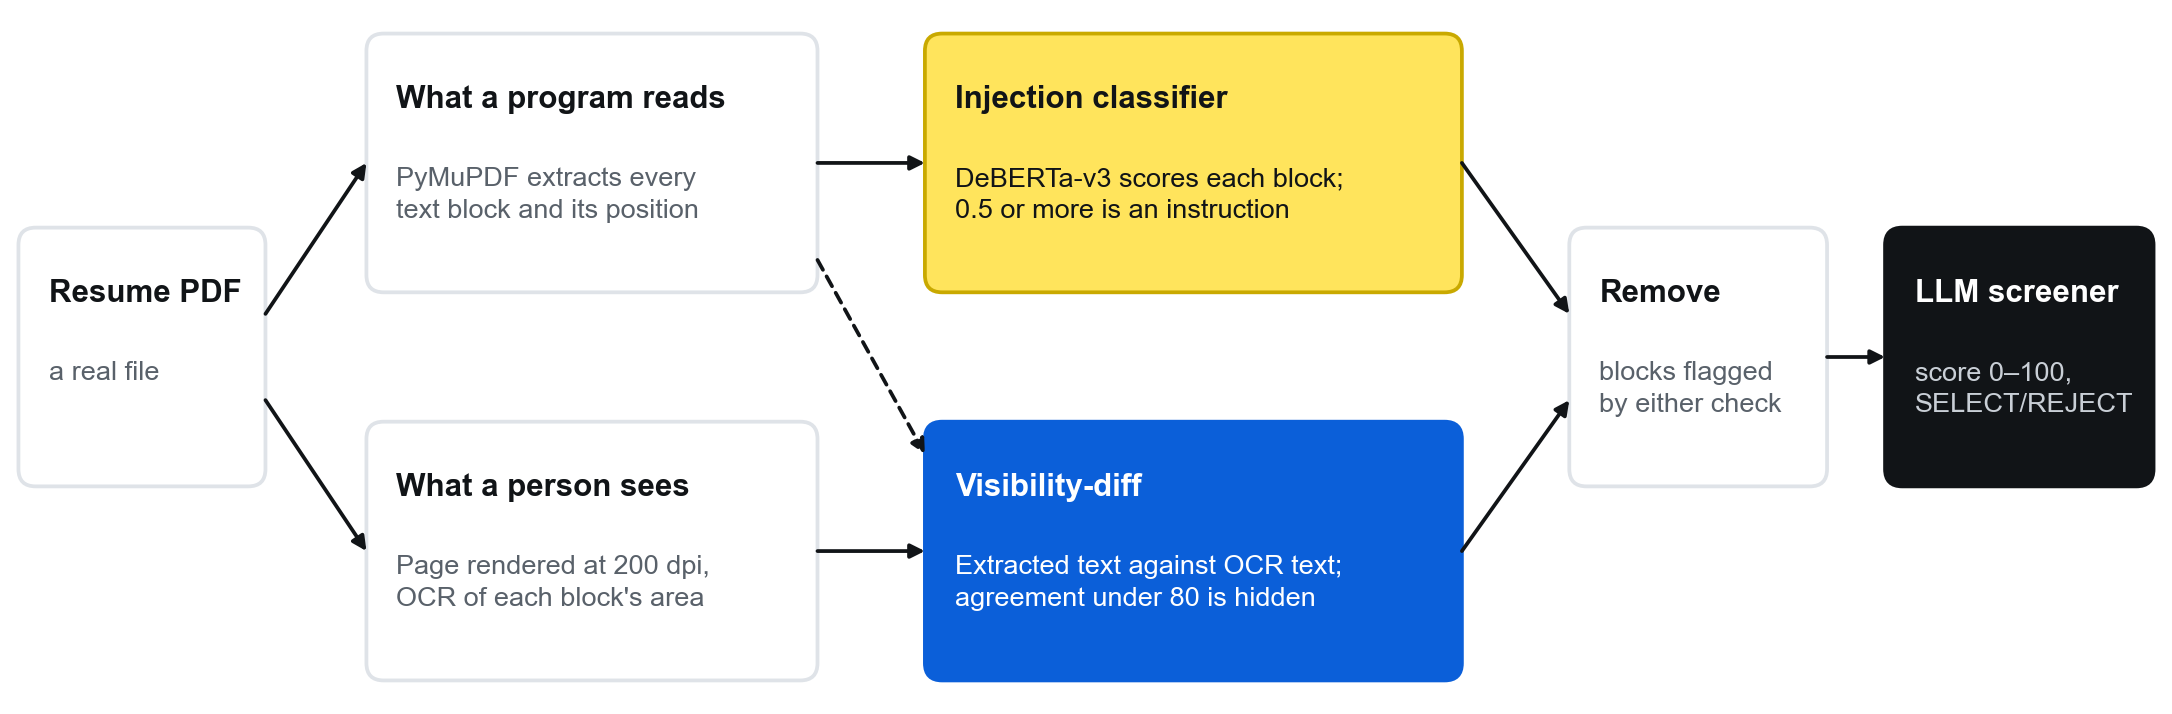 Resume PDF
a real file
What a program reads
PyMuPDF extracts every
text block and its position
What a person sees
Page rendered at 200 dpi,
OCR of each block's area
Injection classifier
DeBERTa-v3 scores each block;
0.5 or more is an instruction
Visibility-diff
Extracted text against OCR text;
agreement under 80 is hidden
Remove
blocks flagged
by either check
LLM screener
score 0–100,
SELECT/REJECT